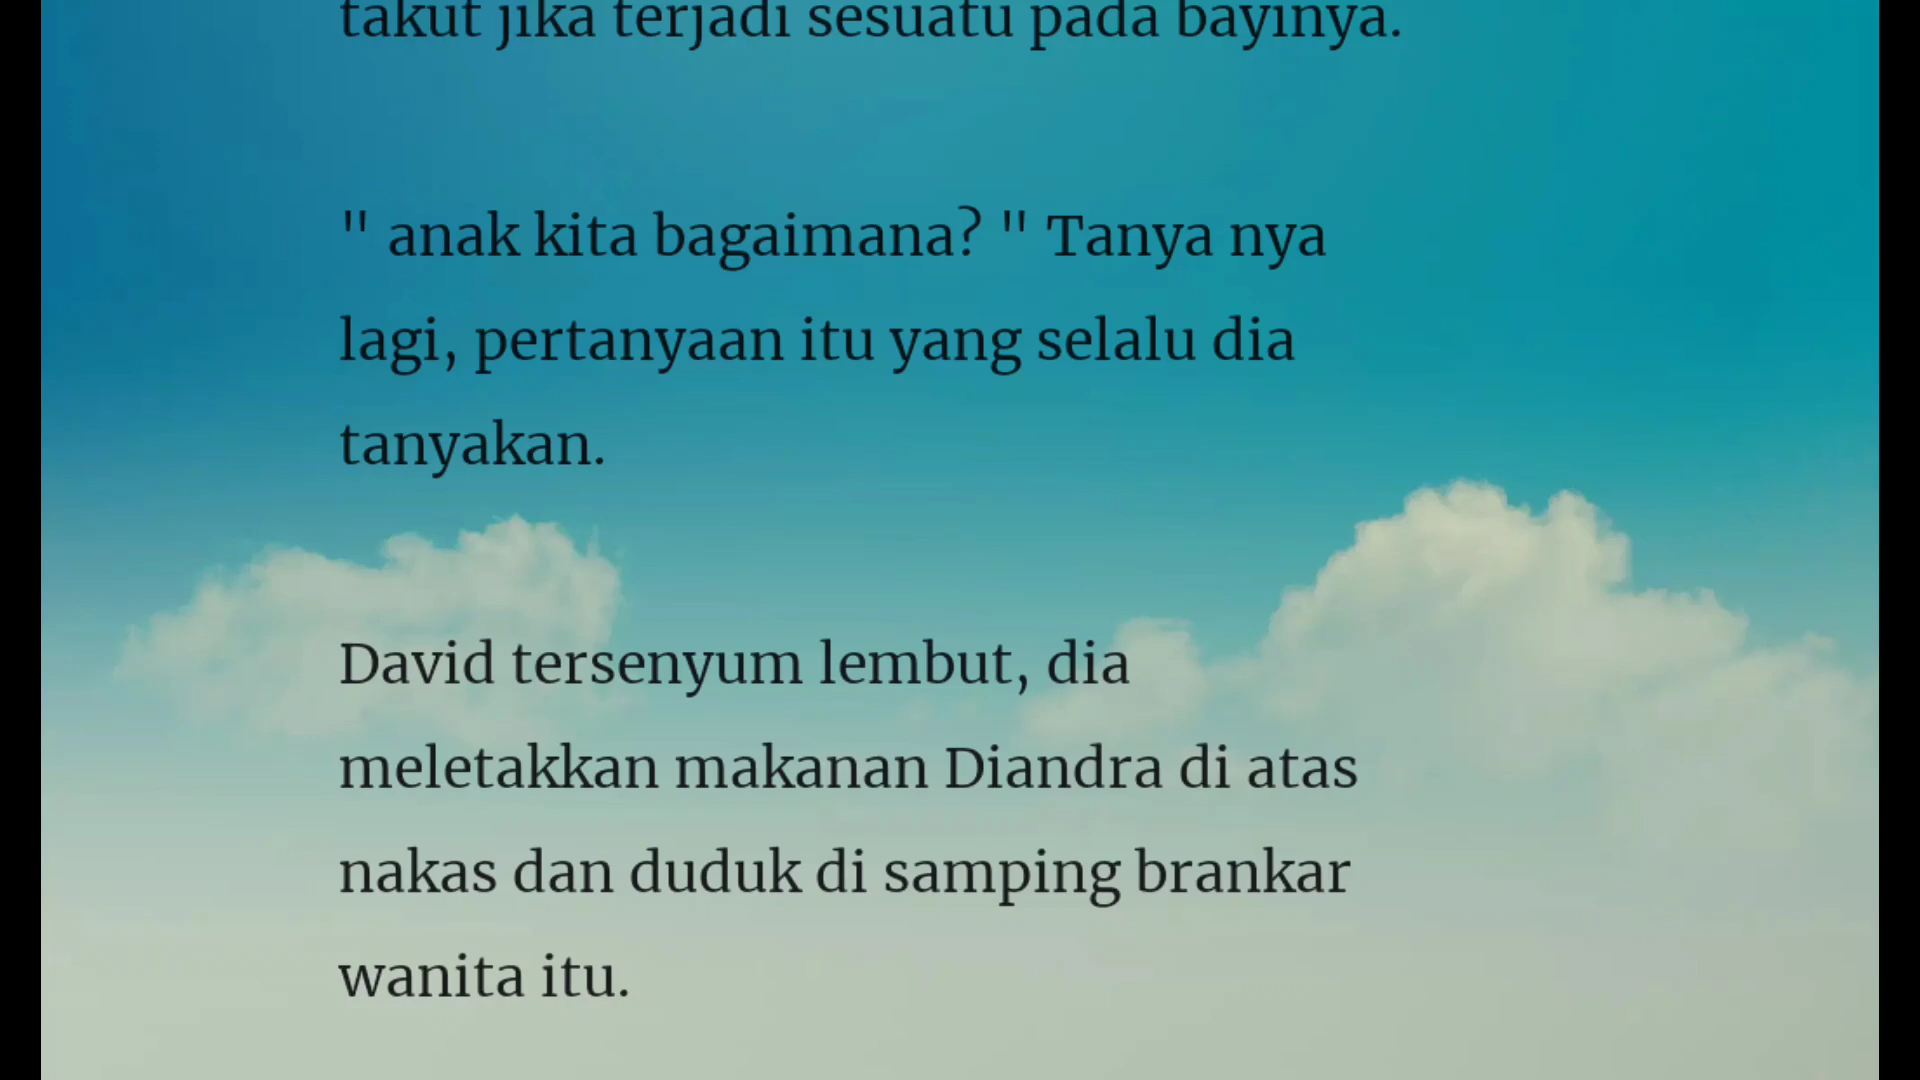 takut jika terjadi sesuatu pada bayinya.
" anak kita bagaimana? " Tanya nya
lagi, pertanyaan itu yang selalu dia
tanyakan.
David tersenyum lembut, dia
meletakkan makanan Diandra di atas
nakas dan duduk di samping brankar
wanita itu.